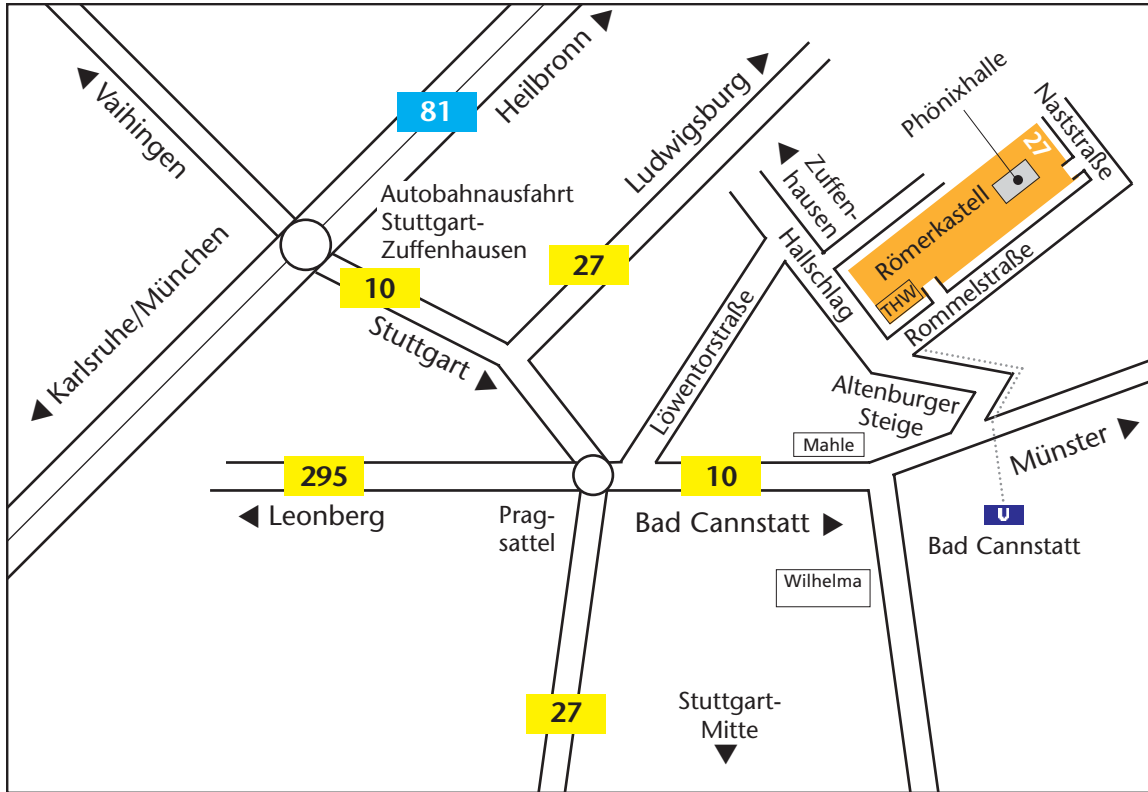 Vaihingen
81
Heilbronn
Ludwigsburg
Phönixhalle
Naststraße
27
Zuffen-
hausen
Autobahnausfahrt
Stuttgart-
Zuffenhausen
Karlsruhe/München
10
27
Stuttgart
Hallschlag
Römerkastell
THW
Rommelstraße
Löwentorstraße
Altenburger
Steige
Mahle
Münster
295
10
Leonberg
Prag-
sattel
Bad Cannstatt
U
Bad Cannstatt
Wilhelma
27
Stuttgart-
Mitte